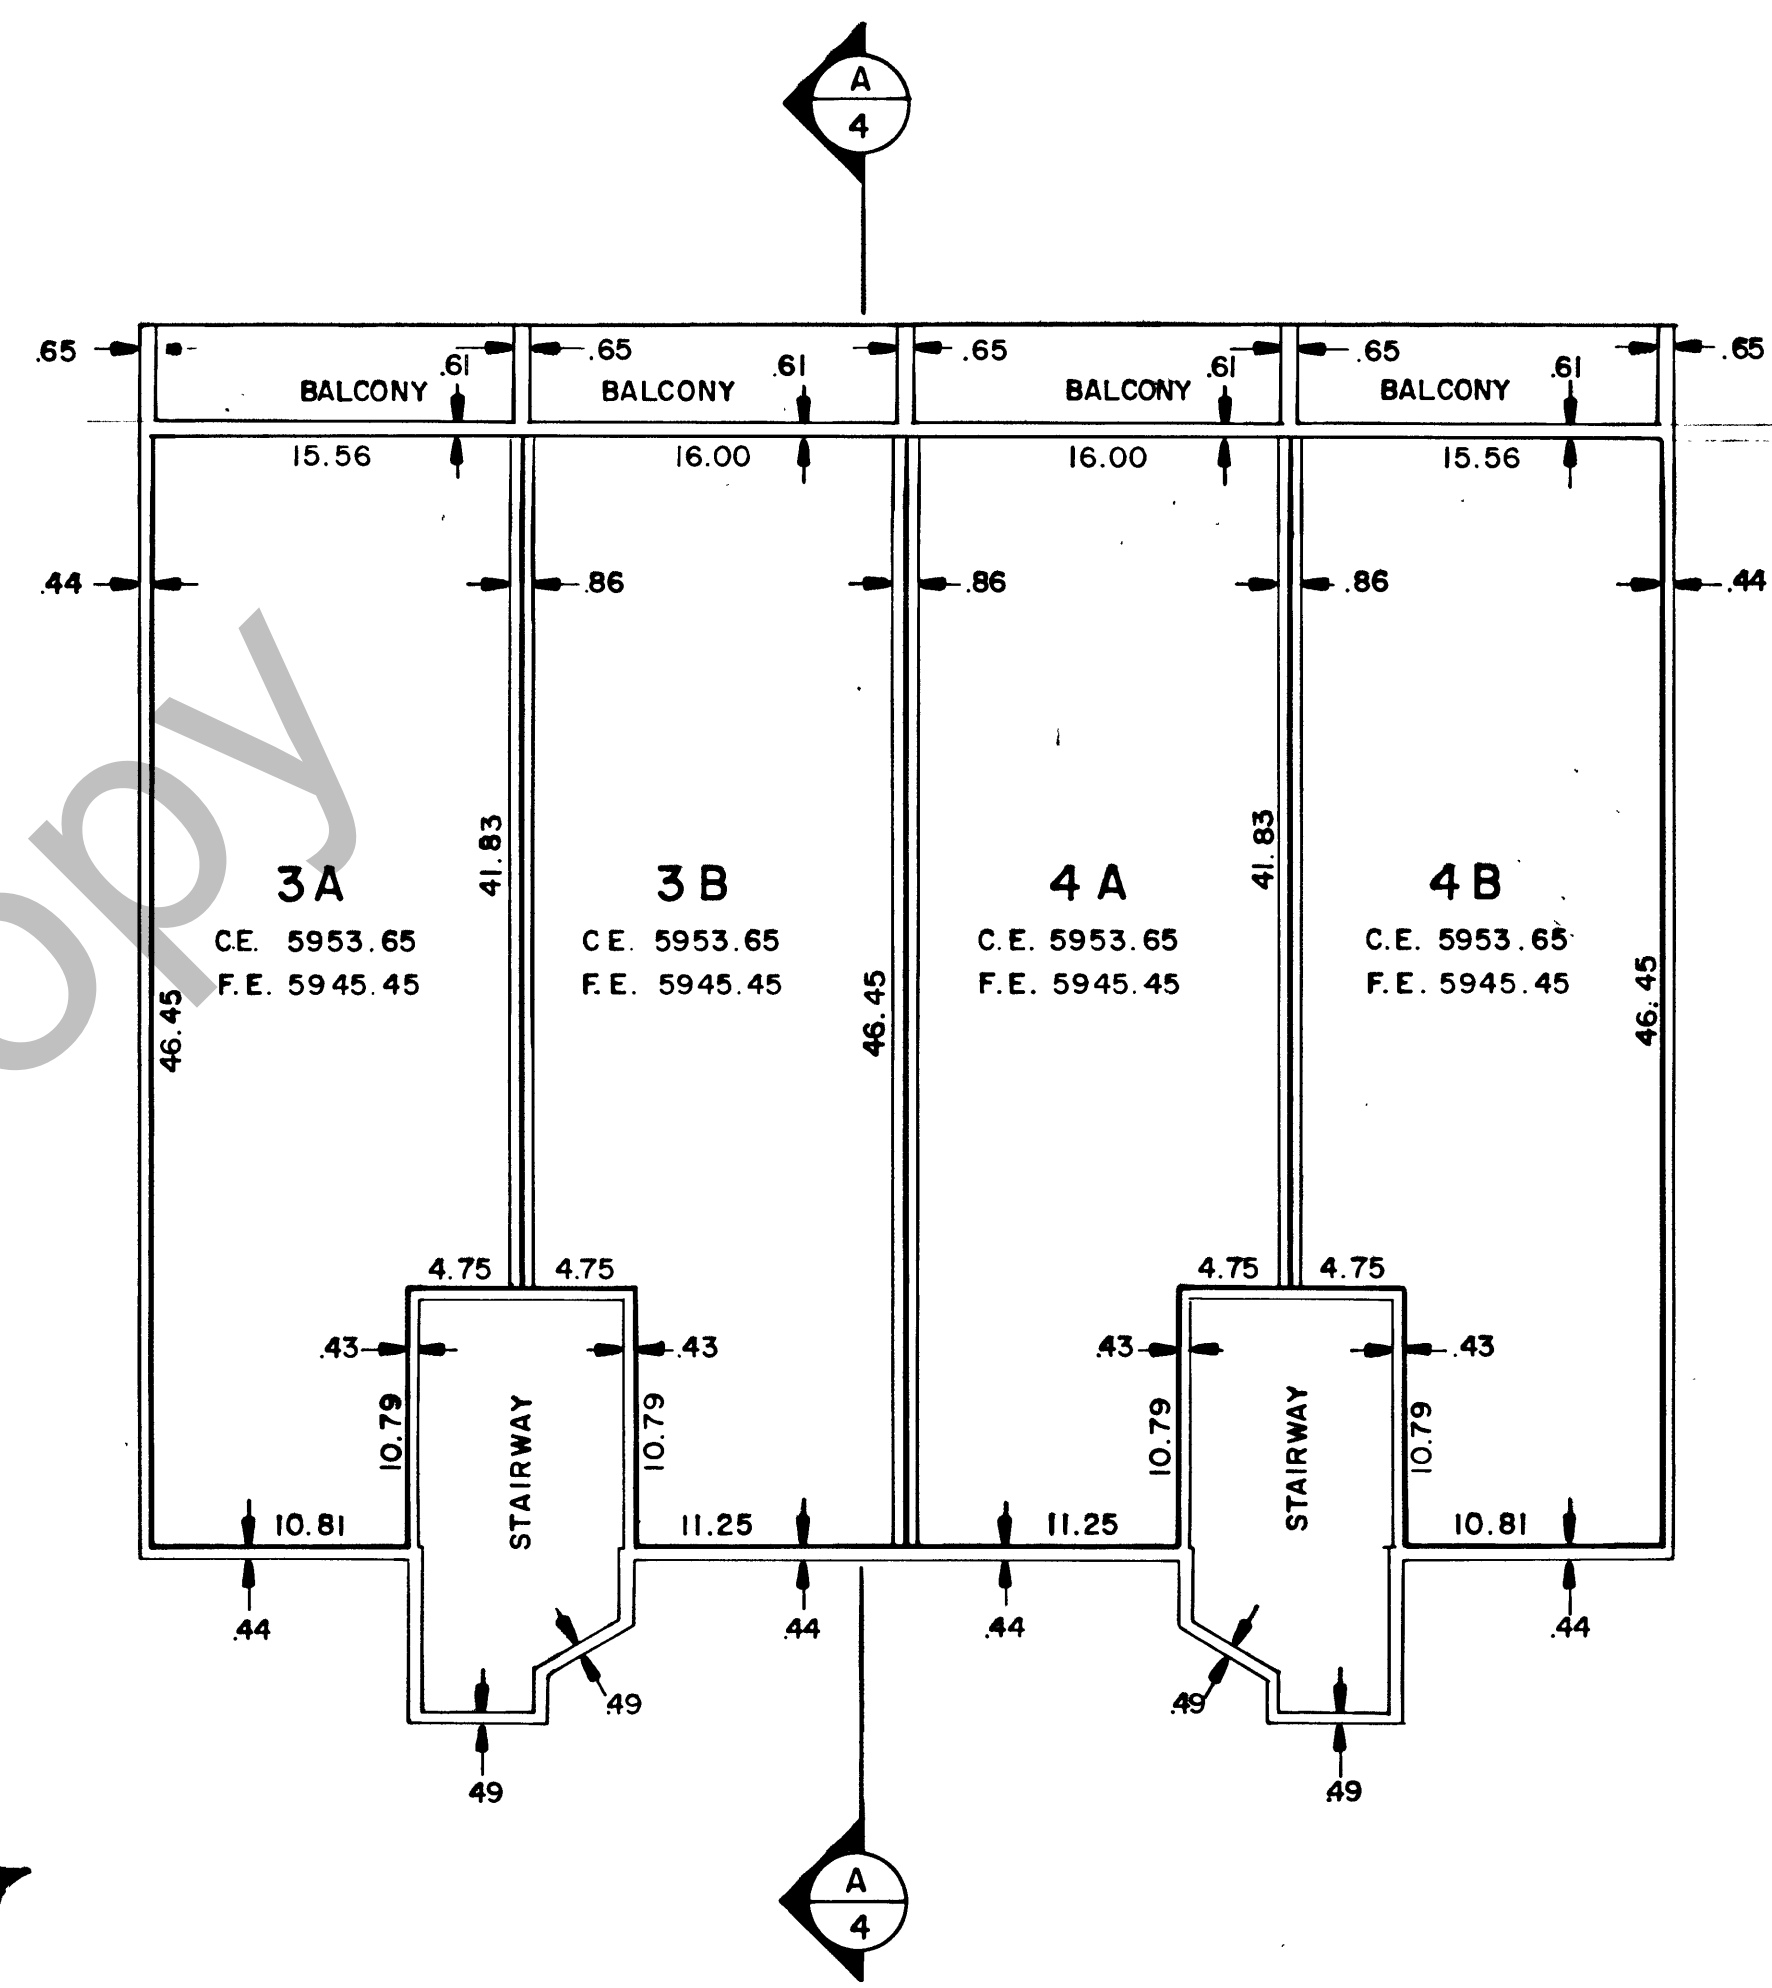 A
4
.65
.65
.65
.65
.65
.61
.61
.61
.61
BALCONY
BALCONY
BALCONY
BALCONY
15.56
16.00
16.00
15.56
.44
.86
.86
.86
.44
41.83
41.83
3A
3B
4A
4B
C.E. 5953.65
C E. 5953.65
C.E. 5953.65
C.E. 5953.65
F.E. 5945.45
F.E. 5945.45
F.E. 5945.45
F.E. 5945.45
46.45
46.45
46.45
opy
4.75
4.75
4.75
4.75
.43
.43
.43
.43
10.79
10.79
10.79
10.79
STAIRWAY
STAIRWAY
10.81
11.25
11.25
10.81
.44
.44
.44
.44
.49
.49
.49
.49
A
4